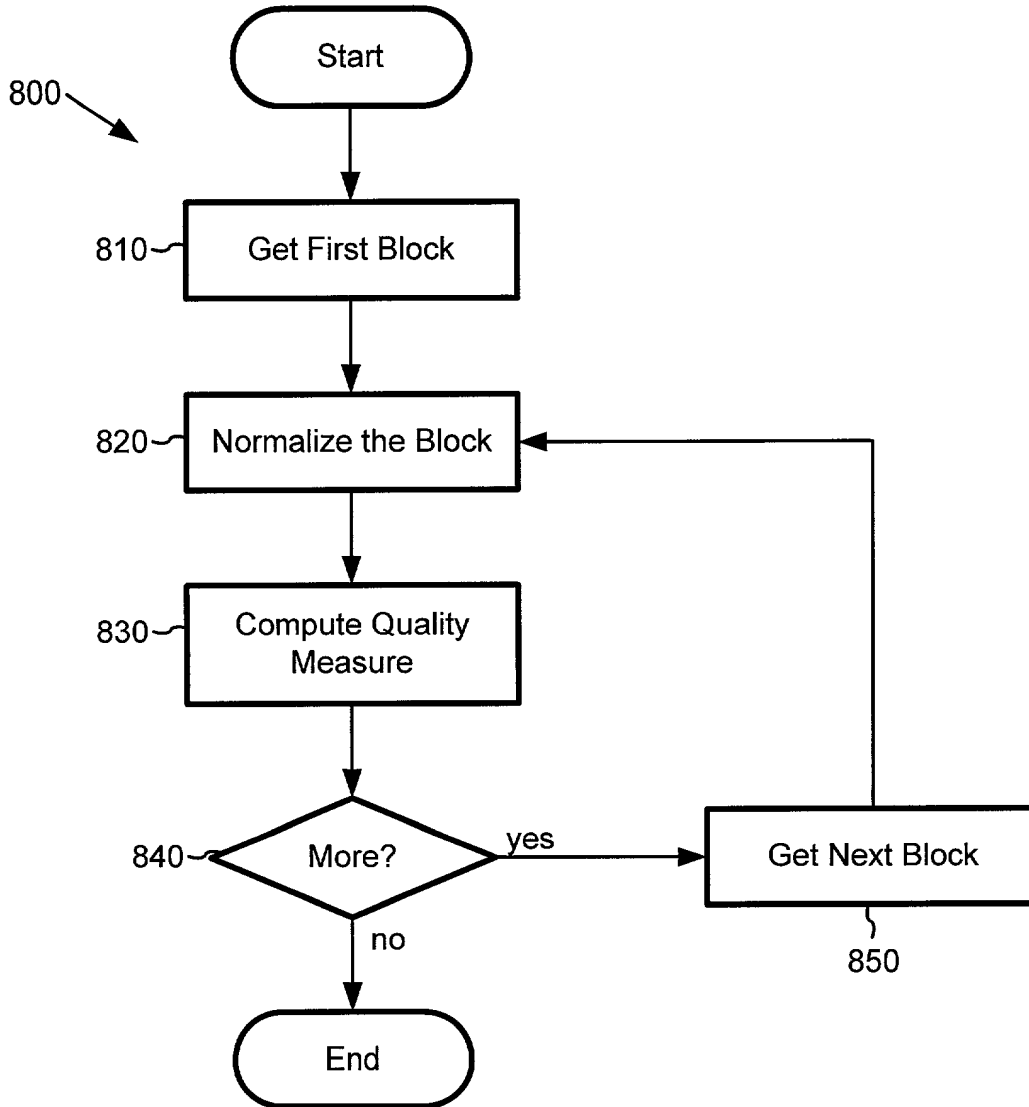 Start
800
810
Get First Block
820
Normalize the Block
830
Compute Quality
Measure
840
More?
yes
Get Next Block
850
no
End